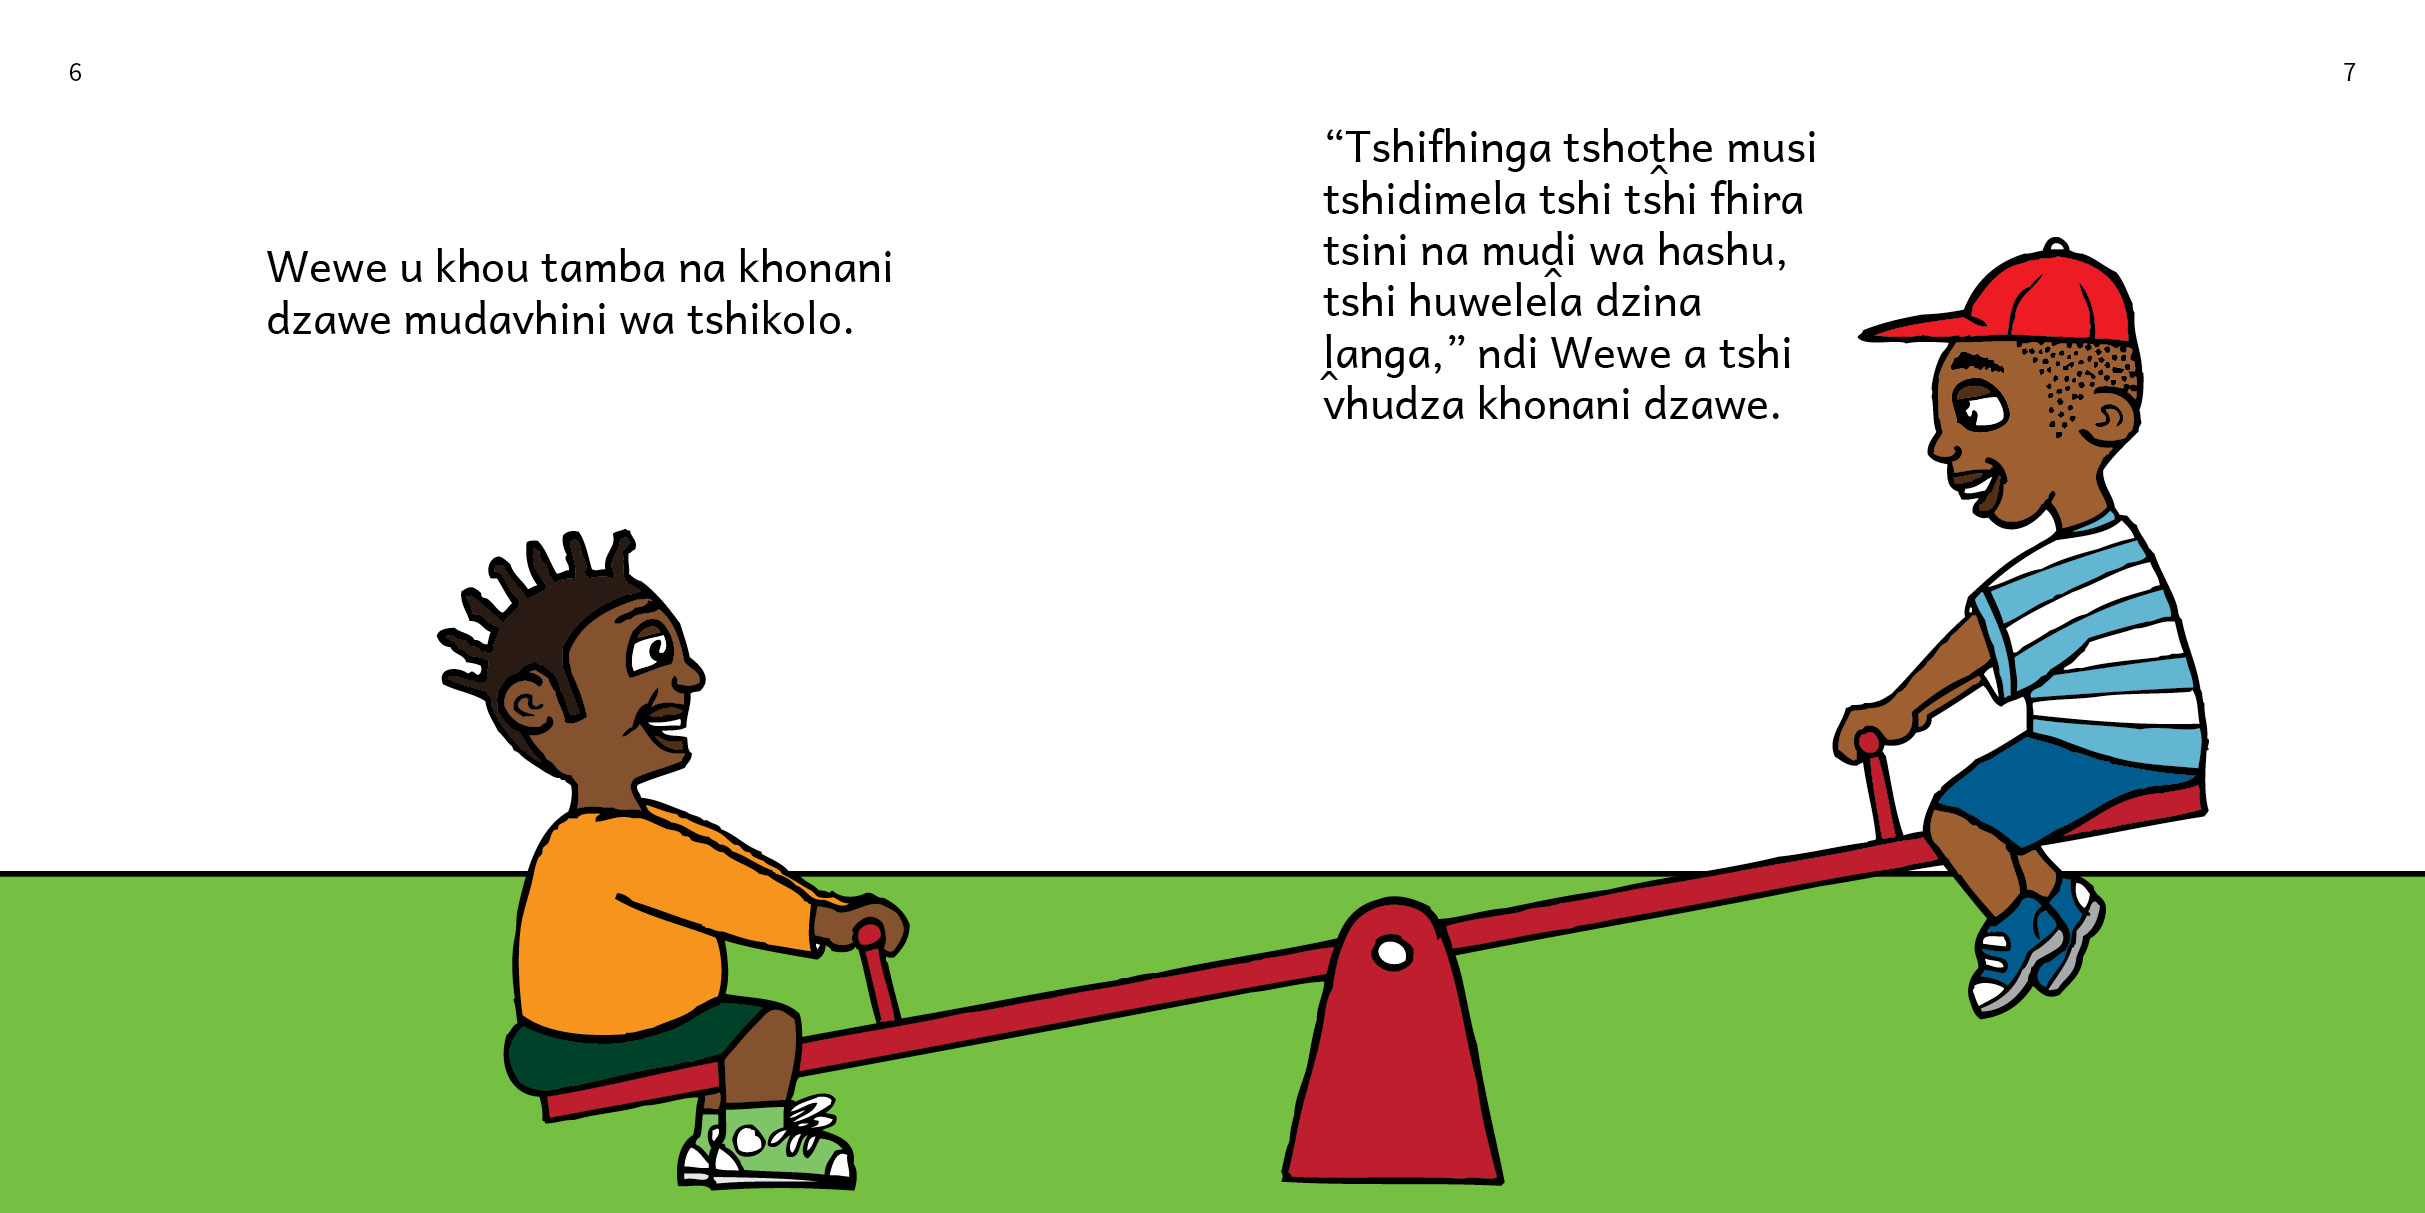 6
Wewe u khou tamba na khonani
dzawe mudavhini wa tshikolo.
7
“Tshifhinga tshoṱhe musi
tshidimela tshi tshi fhira
tsini na muḓi wa hashu,
tshi huwelela dzina
ḽanga,” ndi Wewe a tshi
vhudza khonani dzawe.